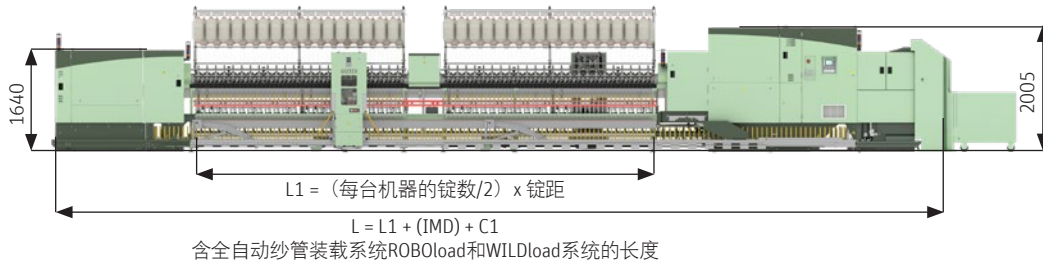 1640
2005
L1 = （每台机器的锭数/2）x 锭距
L = L1 + (IMD) + C1
含全自动纱管装载系统ROBOload和WILDload系统的长度